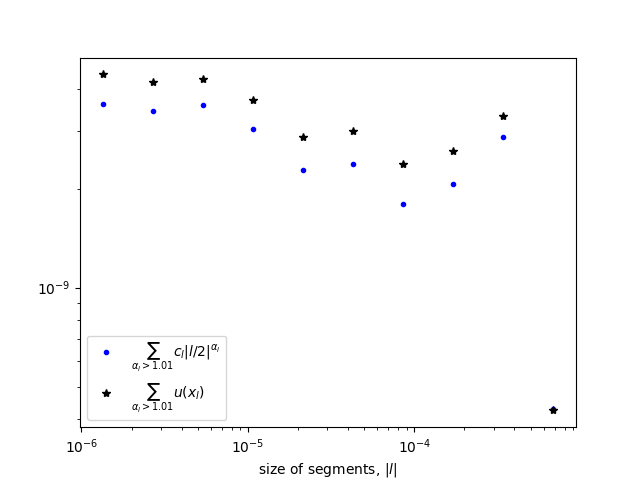 10⁻⁹
∑ c_l|l/2|^{α_l}
α_l > 1.01
∑ u(x_l)
α_l > 1.01
10⁻⁶ 10⁻⁵ 10⁻⁴
size of segments, |l|